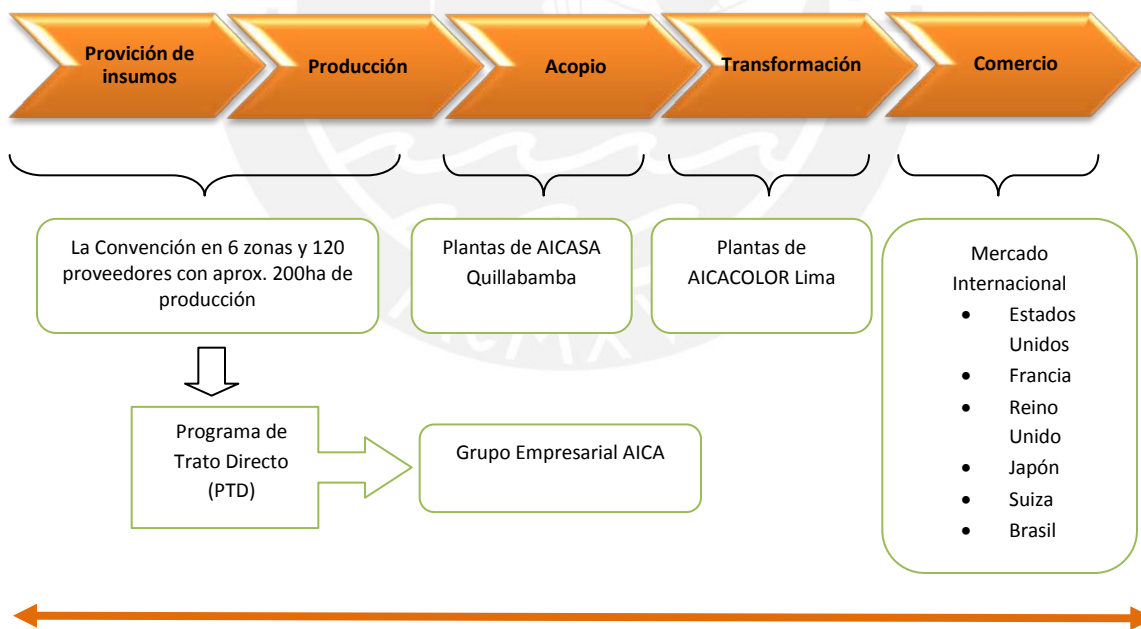 Provición de
insumos
Producción
Acopio
Transformación
Comercio
La Convención en 6 zonas y 120
proveedores con aprox. 200ha de
producción
Plantas de AICASA
Quillabamba
Plantas de
AICACOLOR Lima
Mercado
Internacional
• Estados
Unidos
• Francia
• Reino
Unido
• Japón
• Suiza
• Brasil
Programa de
Trato Directo
(PTD)
Grupo Empresarial AICA